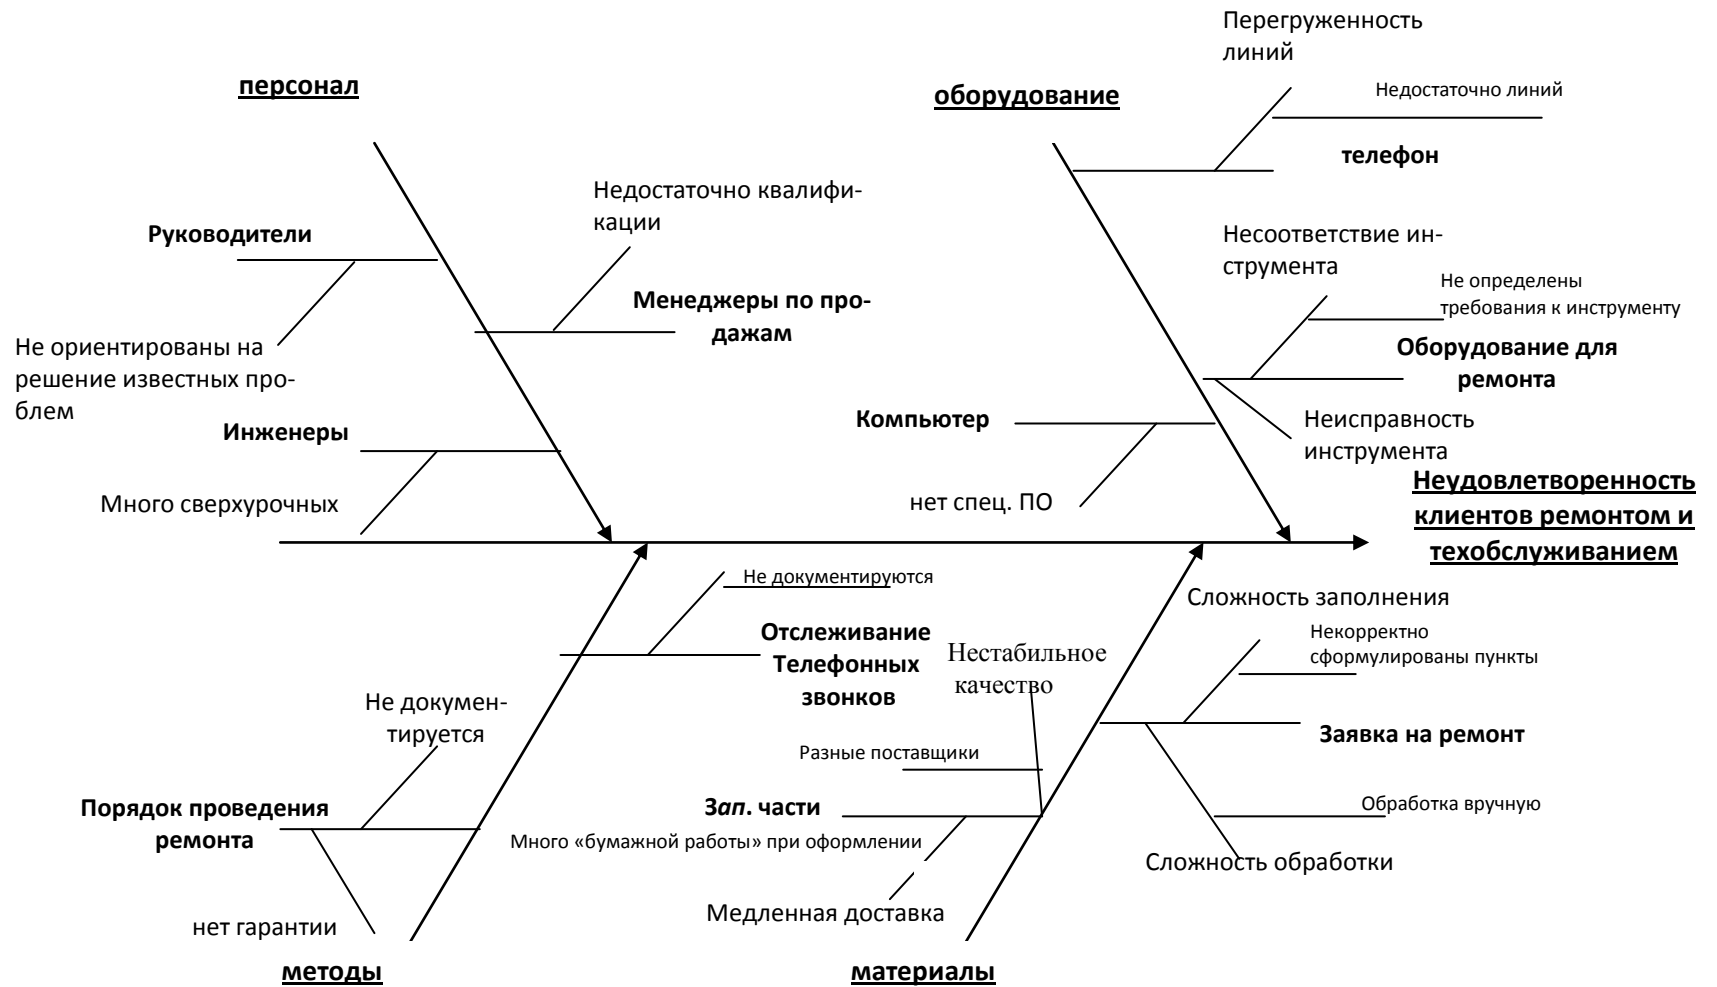 Перегруженность
линий
персонал
оборудование
Недостаточно линий
телефон
Недостаточно квалифи-
кации
Руководители
Несоответствие ин-
струмента
Не определены
требования к инструменту
Менеджеры по про-
дажам
Не ориентированы на
решение известных про-
блем
Оборудование для
ремонта
Инженеры
Компьютер
Неисправность
инструмента
Много сверхурочных
нет спец. ПО
Неудовлетворенность
клиентов ремонтом и
техобслуживанием
Не документируются
Сложность заполнения
Отслеживание
Телефонных
звонков
Нестабильное
качество
Некорректно
сформулированы пункты
Не докумен-
тируется
Заявка на ремонт
Разные поставщики
Порядок проведения
ремонта
Зап. части
Обработка вручную
Много «бумажной работы» при оформлении
Сложность обработки
Медленная доставка
нет гарантии
методы
материалы